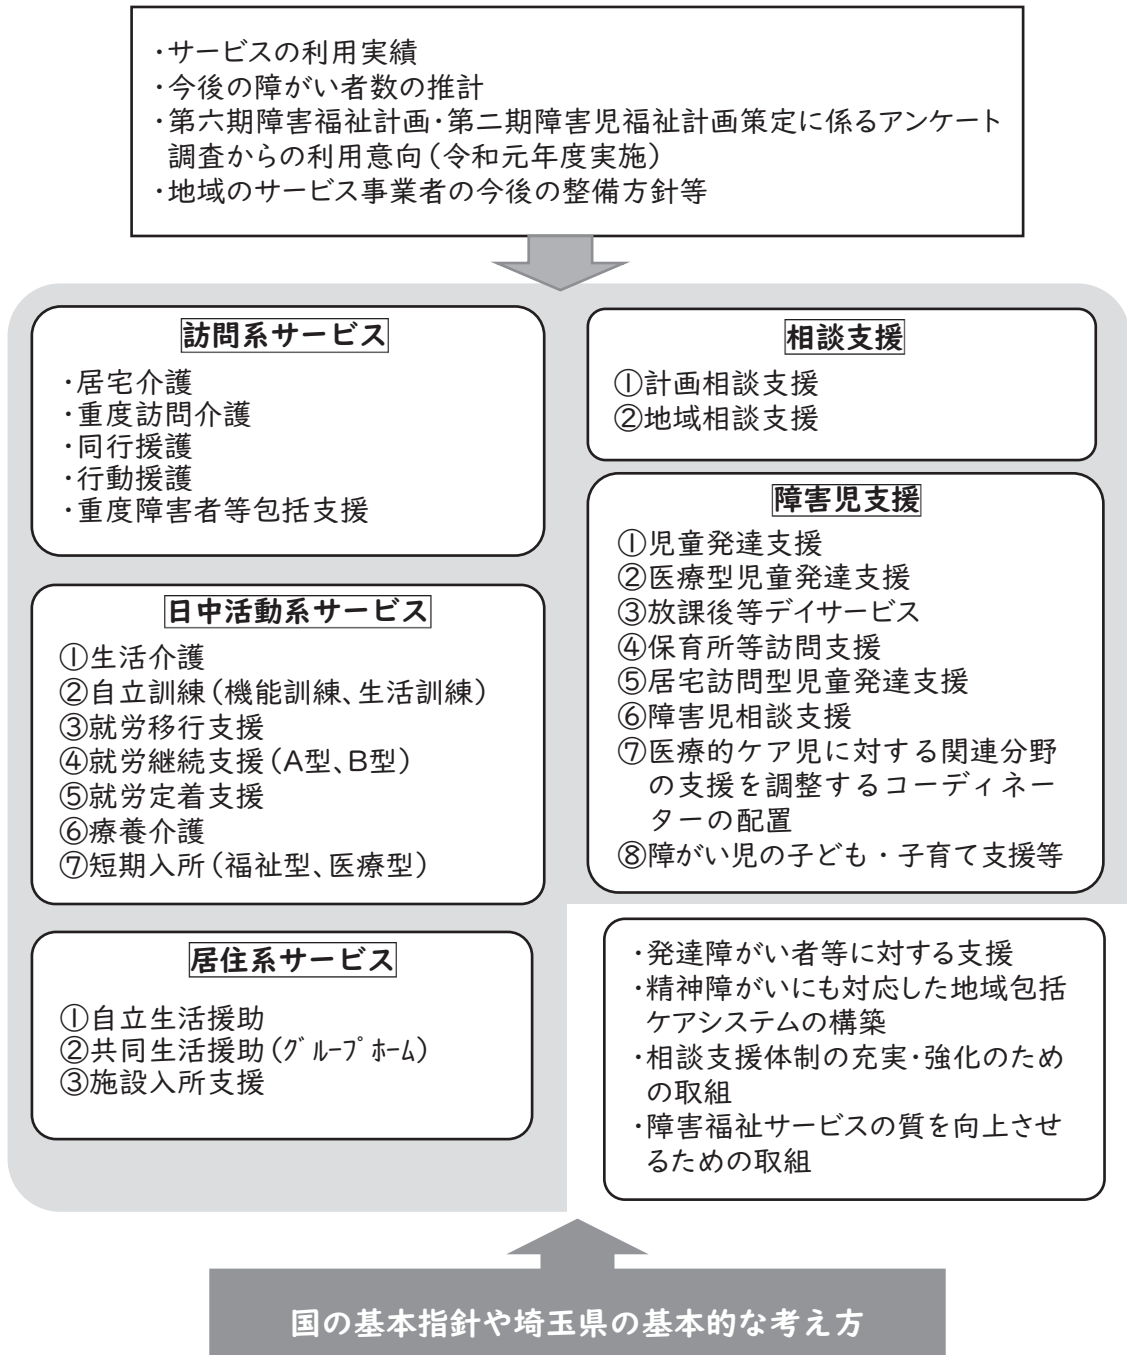 ・サービスの利用実績
・今後の障がい者数の推計
・第六期障害福祉計画・第二期障害児福祉計画策定に係るアンケート
調査からの利用意向(令和元年度実施)
・地域のサービス事業者の今後の整備方針等
訪問系サービス
・居宅介護
・重度訪問介護
・同行援護
・行動援護
・重度障害者等包括支援
日中活動系サービス
①生活介護
②自立訓練(機能訓練、生活訓練)
③就労移行支援
④就労継続支援(A型、B型)
⑤就労定着支援
⑥療養介護
⑦短期入所(福祉型、医療型)
居住系サービス
①自立生活援助
②共同生活援助(グループホーム)
③施設入所支援
相談支援
①計画相談支援
②地域相談支援
障害児支援
①児童発達支援
②医療型児童発達支援
③放課後等デイサービス
④保育所等訪問支援
⑤居宅訪問型児童発達支援
⑥障害児相談支援
⑦医療的ケア児に対する関連分野
の支援を調整するコーディネー
ターの配置
⑧障がい児の子ども・子育て支援等
・発達障がい者等に対する支援
・精神障がいにも対応した地域包括
ケアシステムの構築
・相談支援体制の充実・強化のため
の取組
・障害福祉サービスの質を向上させ
るための取組
国の基本指針や埼玉県の基本的な考え方